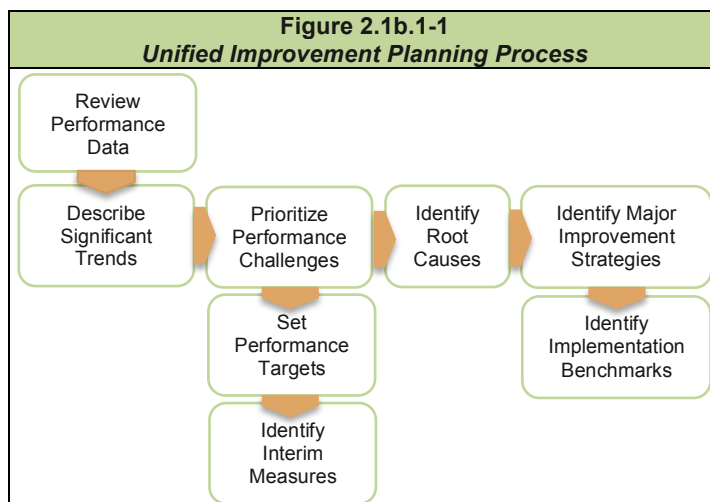 Figure 2.1b.1-1
Unified Improvement Planning Process
Review
Performance
Data
Describe
Significant
Trends
Prioritize
Performance
Challenges
Identify
Root
Causes
Identify Major
Improvement
Strategies
Set
Performance
Targets
Identify
Implementation
Benchmarks
Identify
Interim
Measures